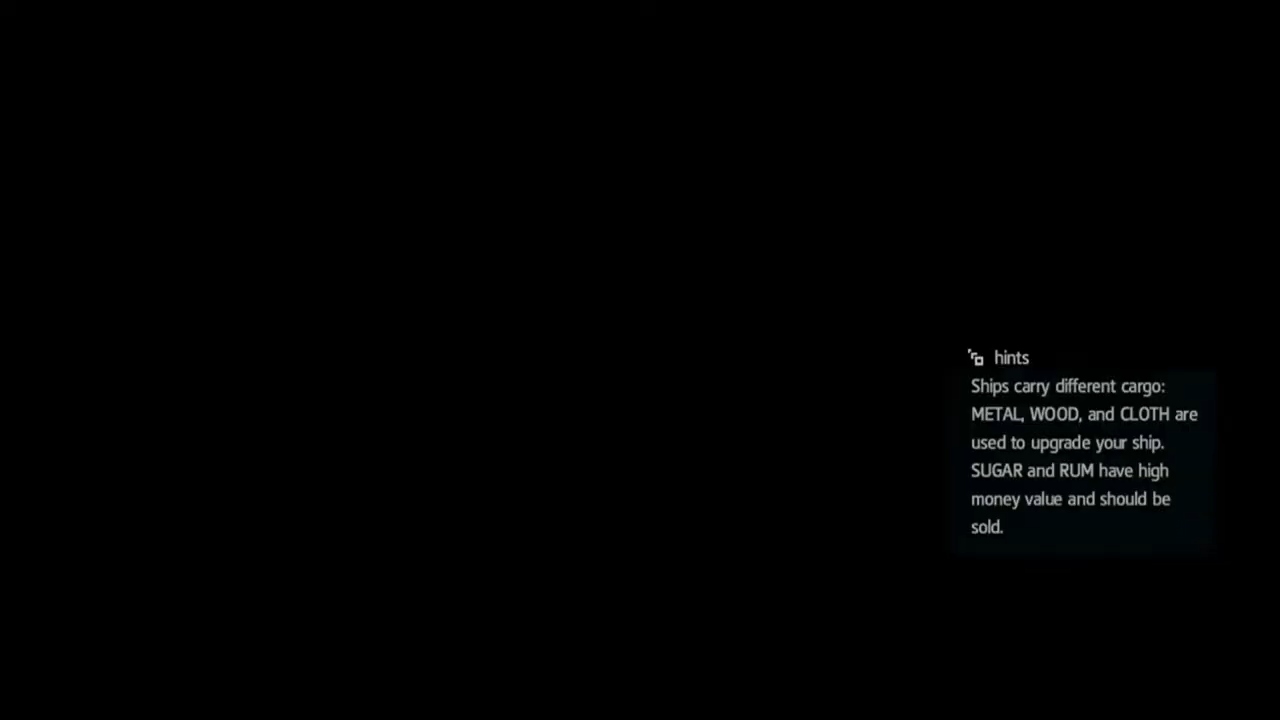 hints
Ships carry different cargo:
METAL, WOOD, and CLOTH are
used to upgrade your ship.
SUGAR and RUM have high
money value and should be
sold.